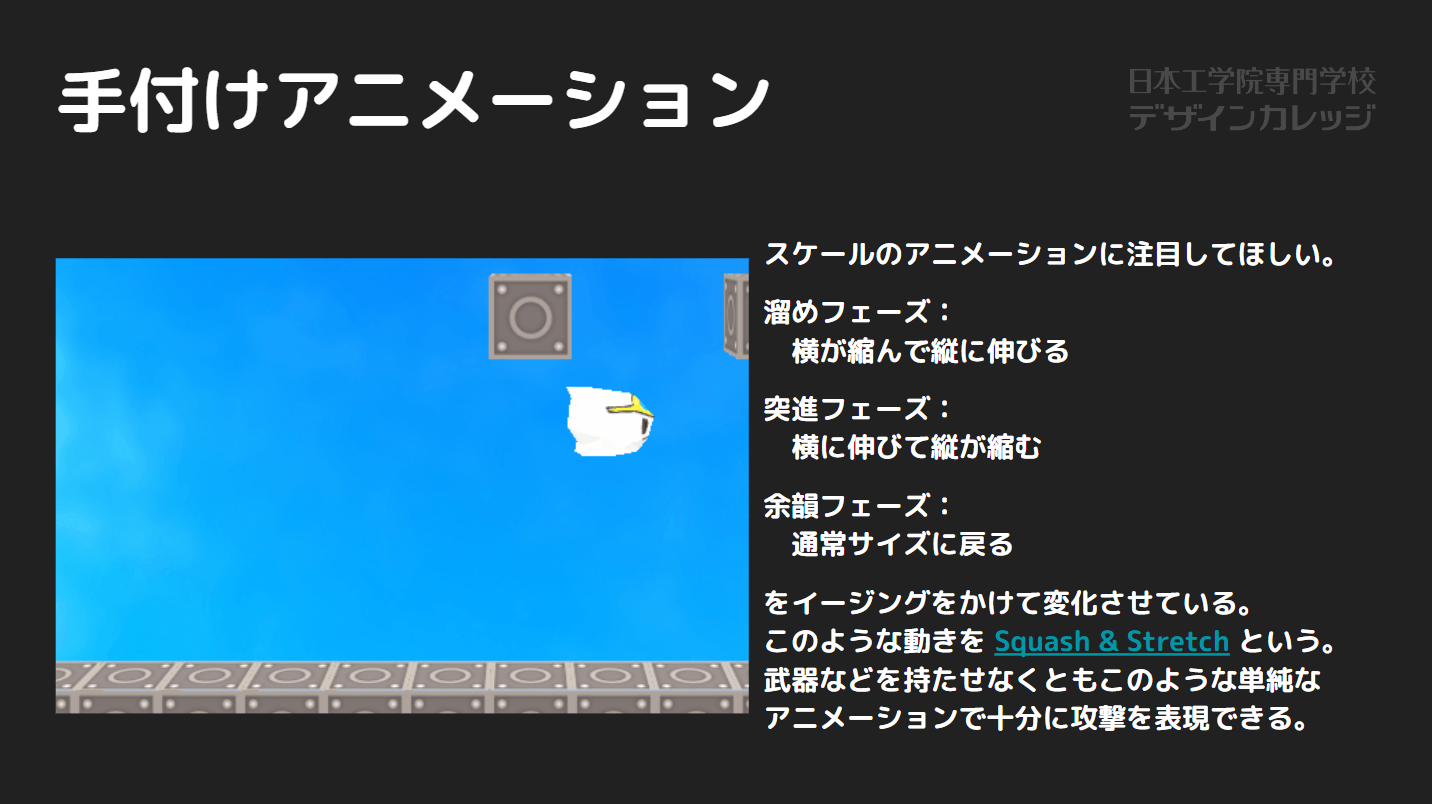 手付けアニメーション
日本工学院専門学校
デザインカレッジ
スケールのアニメーションに注目してほしい。
溜めフェーズ：
横が縮んで縦に伸びる
突進フェーズ：
横に伸びて縦が縮む
余韻フェーズ：
通常サイズに戻る
をイージングをかけて変化させている。
このような動きを Squash & Stretch という。
武器などを持たせなくともこのような単純な
アニメーションで十分に攻撃を表現できる。